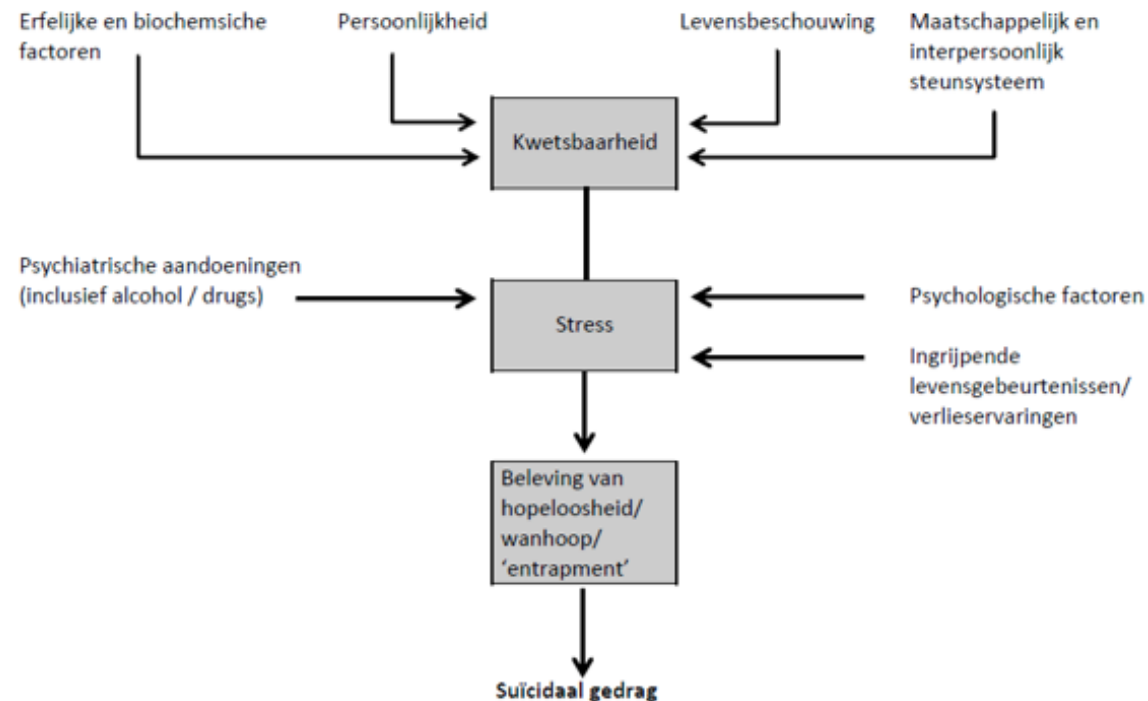 Erfelijke en biochemsiche
factoren
Persoonlijkheid
Levensbeschouwing
Maatschappelijk en
interpersoonlijk
steunsysteem
Kwetsbaarheid
Psychiatrische aandoeningen
(inclusief alcohol / drugs)
Stress
Psychologische factoren
Ingrijpende
levensgebeurtenissen/
verlieservaringen
Beleving van
hopeloosheid/
wanhoop/
‘entrapment’
Suïcidaal gedrag